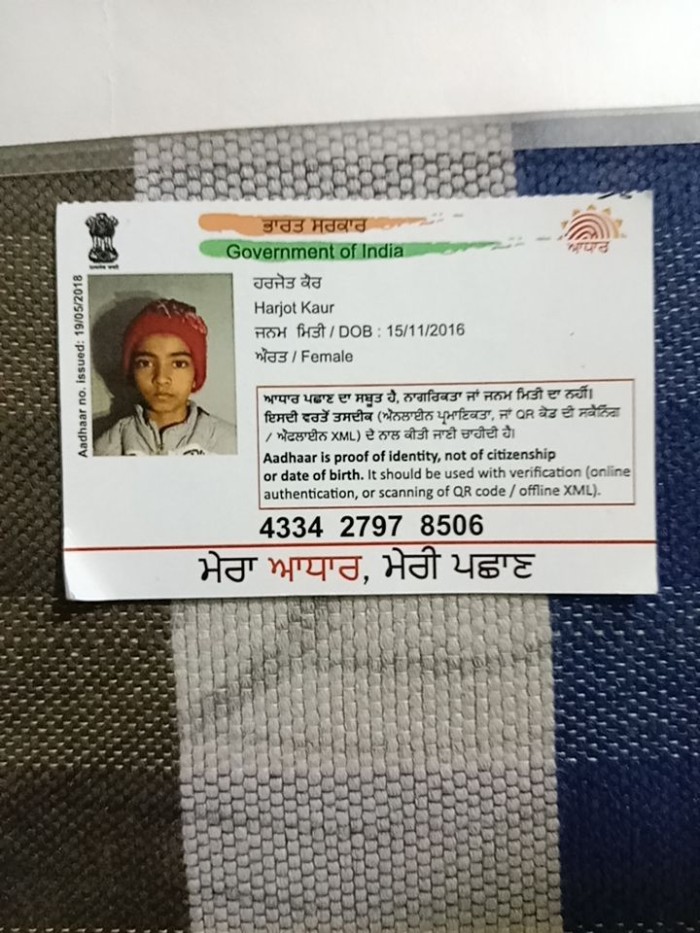 ਭਾਰਤ ਸਰਕਾਰ
Government of India
ਆਧਾਰ
Aadhaar no. issued: 19/05/2018
ਹਰਜੋਤ ਕੌਰ
Harjot Kaur
ਜਨਮ ਮਿਤੀ / DOB : 15/11/2016
ਔਰਤ / Female
ਆਧਾਰ ਪਛਾਣ ਦਾ ਸਬੂਤ ਹੈ, ਨਾਗਰਿਕਤਾ ਜਾਂ ਜਨਮ ਮਿਤੀ ਦਾ ਨਹੀਂ।
ਇਸਦੀ ਵਰਤੋਂ ਤਸਦੀਕ (ਔਨਲਾਈਨ ਪ੍ਰਮਾਣਿਕਤਾ, ਜਾਂ QR ਕੋਡ ਦੀ ਸਕੈਨਿੰਗ
/ ਔਫਲਾਈਨ XML) ਦੇ ਨਾਲ ਕੀਤੀ ਜਾਣੀ ਚਾਹੀਦੀ ਹੈ।
Aadhaar is proof of identity, not of citizenship
or date of birth. It should be used with verification (online
authentication, or scanning of QR code / offline XML).
4334 2797 8506
ਮੇਰਾ ਆਧਾਰ, ਮੇਰੀ ਪਛਾਣ